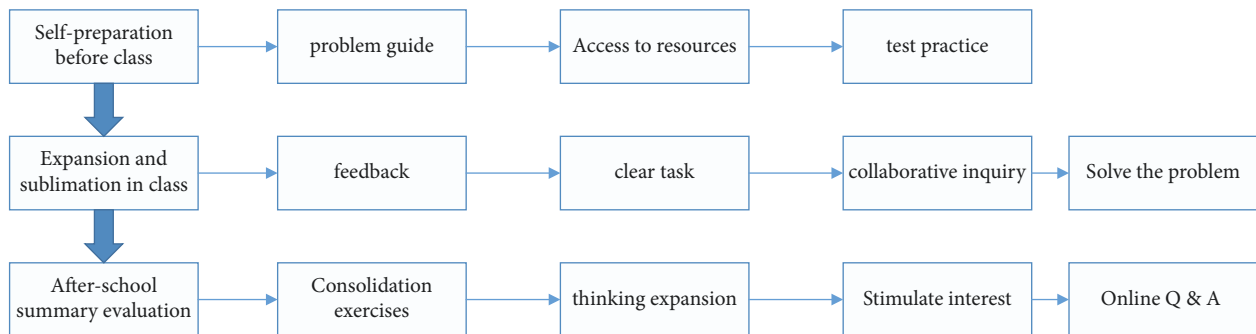 Self-preparation
before class
problem guide
Access to resources
test practice
Expansion and
sublimation in class
feedback
clear task
collaborative inquiry
Solve the problem
After-school
summary evaluation
Consolidation
exercises
thinking expansion
Stimulate interest
Online Q & A